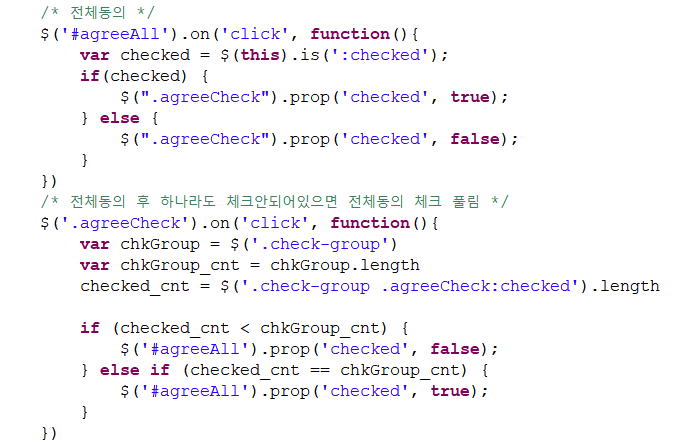 /* 전체동의 */
$('#agreeAll').on('click', function(){
    var checked = $(this).is(':checked');
    if(checked) {
        $(".agreeCheck").prop('checked', true);
    } else {
        $(".agreeCheck").prop('checked', false);
    }
})
/* 전체동의 후 하나라도 체크안되어있으면 전체동의 체크 풀림 */
$('.agreeCheck').on('click', function(){
    var chkGroup = $('.check-group')
    var chkGroup_cnt = chkGroup.length
    checked_cnt = $('.check-group .agreeCheck:checked').length

    if (checked_cnt < chkGroup_cnt) {
        $('#agreeAll').prop('checked', false);
    } else if (checked_cnt == chkGroup_cnt) {
        $('#agreeAll').prop('checked', true);
    }
})